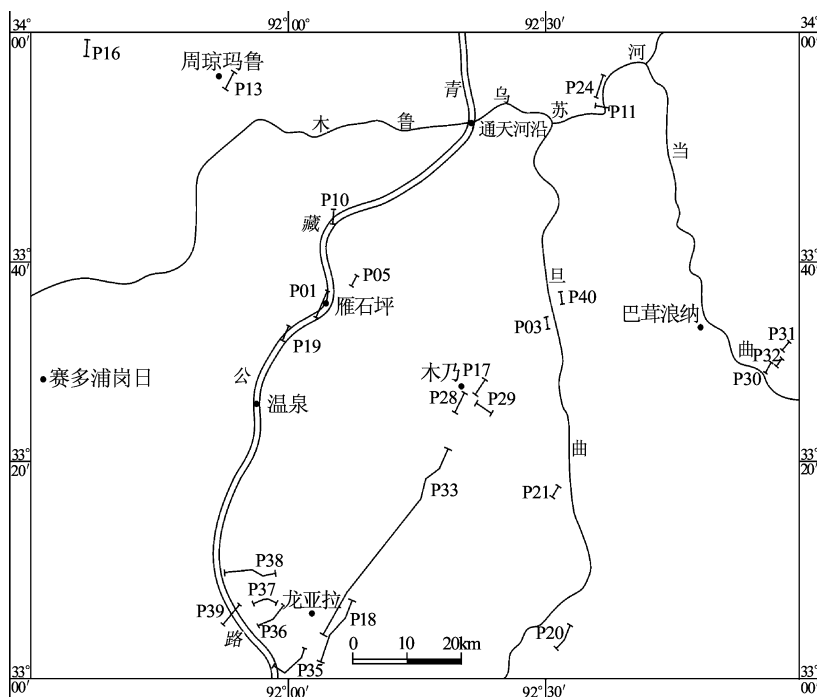 34° 92°00′ 92°30′ 34°
00′ 00′
P16
周琼玛鲁
P13
青
乌
苏
河
P24
P11
木 鲁
通天河沿
当
P10
藏
33° 33°
40′ 40′
P05
P01
雁石坪
旦
P40
P03
巴茸浪纳
P19
P31
曲
P32
P30
赛多浦岗日
公
木乃
P17
P28
P29
温泉
曲
33° 33°
20′ 20′
P33
P21
P38
P37
龙亚拉
P39
P36
P18
路
P20
0 10 20km
P35
33° 33°
00′ 92°00′ 92°30′ 00′